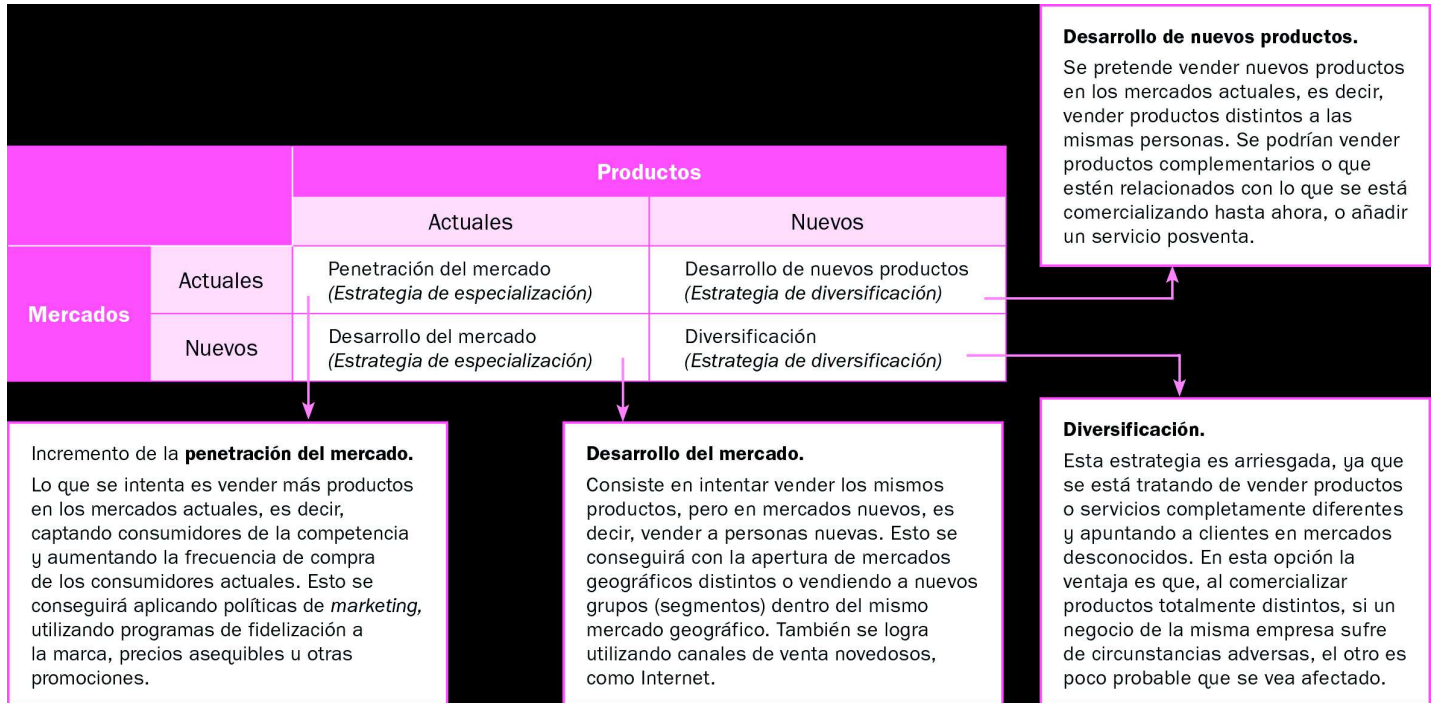 Desarrollo de nuevos productos.
Se pretende vender nuevos productos
en los mercados actuales, es decir,
vender productos distintos a las
mismas personas. Se podrían vender
productos complementarios o que
estén relacionados con lo que se está
comercializando hasta ahora, o añadir
un servicio posventa.
Productos
Actuales
Nuevos
Mercados
Actuales
Penetración del mercado
(Estrategia de especialización)
Desarrollo de nuevos productos
(Estrategia de diversificación)
Nuevos
Desarrollo del mercado
(Estrategia de especialización)
Diversificación
(Estrategia de diversificación)
Incremento de la penetración del mercado.
Lo que se intenta es vender más productos
en los mercados actuales, es decir,
captando consumidores de la competencia
y aumentando la frecuencia de compra
de los consumidores actuales. Esto se
conseguirá aplicando políticas de marketing,
utilizando programas de fidelización a
la marca, precios asequibles u otras
promociones.
Desarrollo del mercado.
Consiste en intentar vender los mismos
productos, pero en mercados nuevos, es
decir, vender a personas nuevas. Esto se
conseguirá con la apertura de mercados
geográficos distintos o vendiendo a nuevos
grupos (segmentos) dentro del mismo
mercado geográfico. También se logra
utilizando canales de venta novedosos,
como Internet.
Diversificación.
Esta estrategia es arriesgada, ya que
se está tratando de vender productos
o servicios completamente diferentes
y apuntando a clientes en mercados
desconocidos. En esta opción la
ventaja es que, al comercializar
productos totalmente distintos, si un
negocio de la misma empresa sufre
de circunstancias adversas, el otro es
poco probable que se vea afectado.